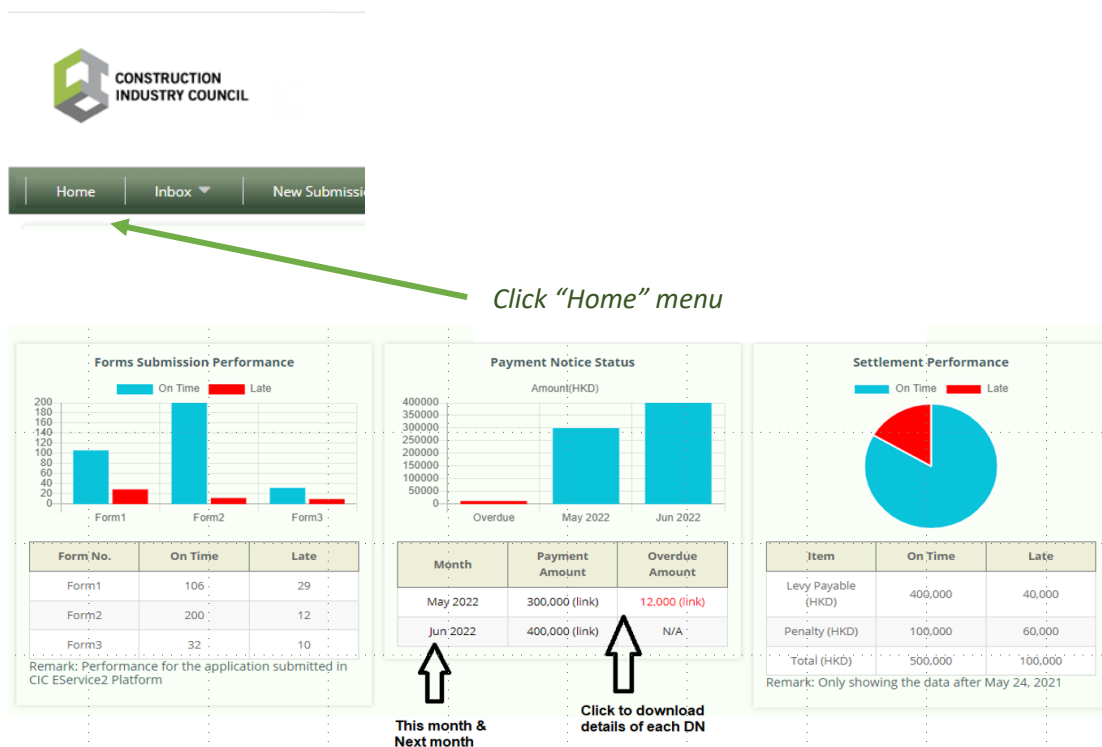 CONSTRUCTION
INDUSTRY COUNCIL
Home
Inbox
New Submissi
Click “Home” menu
Forms Submission Performance
On Time
Late
200
180
160
140
120
100
80
60
40
20
0
Form1
Form2
Form3
Form No.
On Time
Late
Form1
106
29
Form2
200
12
Form3
32
10
Remark: Performance for the application submitted in
CIC EService2 Platform
Payment Notice Status
Amount(HKD)
400000
350000
300000
250000
200000
150000
100000
50000
0
Overdue
May 2022
Jun 2022
Month
Payment
Amount
Overdue
Amount
May 2022
300,000 (link)
12,000 (link)
Jun 2022
400,000 (link)
N/A
This month &
Next month
Click to download
details of each DN
Settlement Performance
On Time
Late
Item
On Time
Late
Levy Payable
(HKD)
400,000
40,000
Penalty (HKD)
100,000
60,000
Total (HKD)
500,000
100,000
Remark: Only showing the data after May 24, 2021